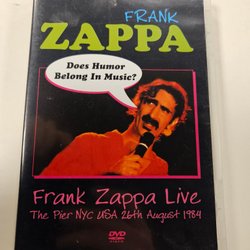 FRANK
ZAPPA
Does Humor
Belong In Music?
Frank Zappa Live
The Pier NYC USA 26th August 1984
DVD